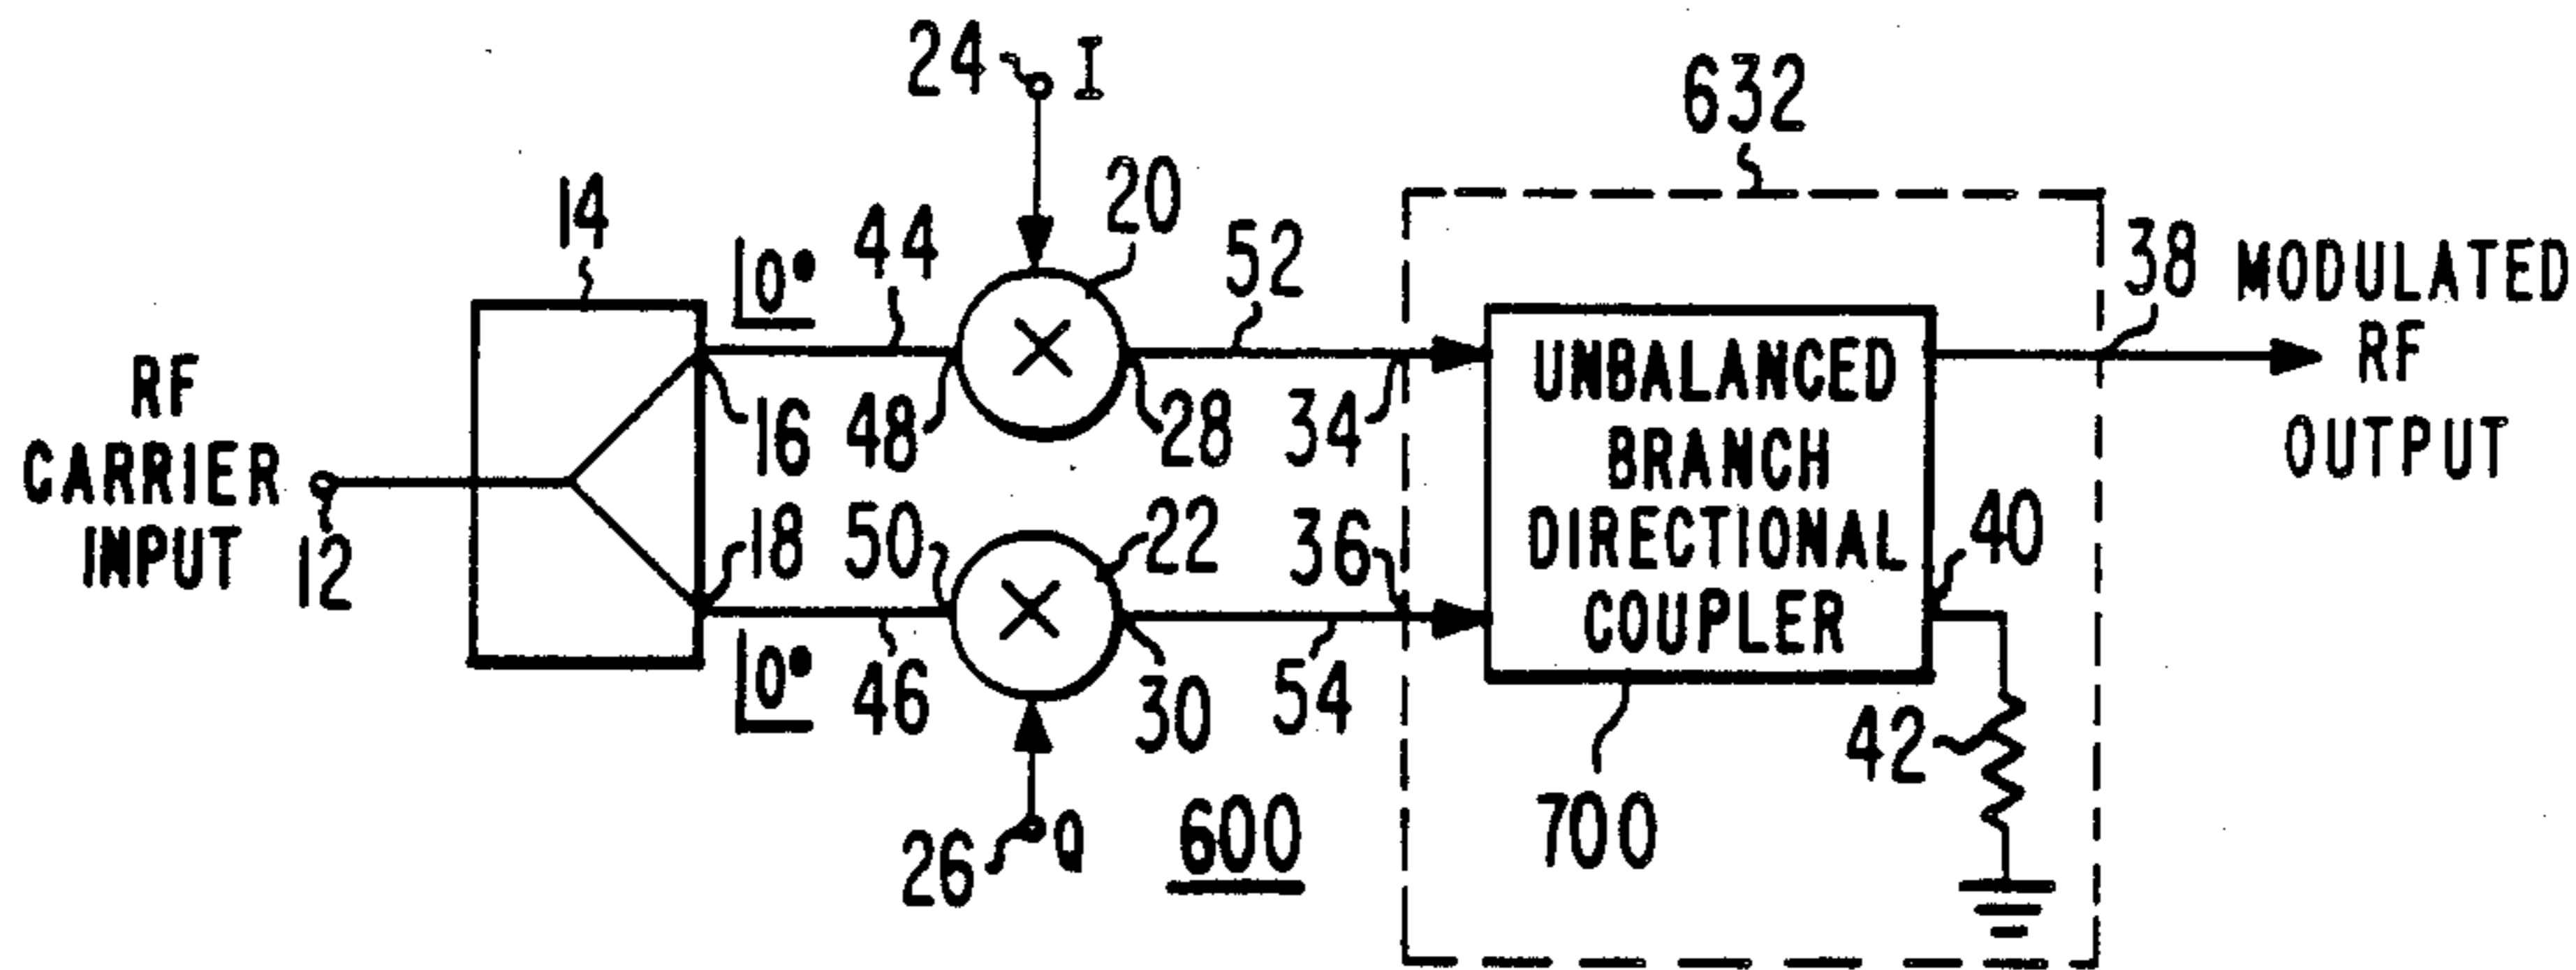 24 I
632
14
0°
44
20
52
38
MODULATED
RF
OUTPUT
RF
CARRIER
INPUT
12
16
48
28
34
UNBALANCED
BRANCH
DIRECTIONAL
COUPLER
18
50
22
36
40
0°
46
30
54
42
26 Q
600
700